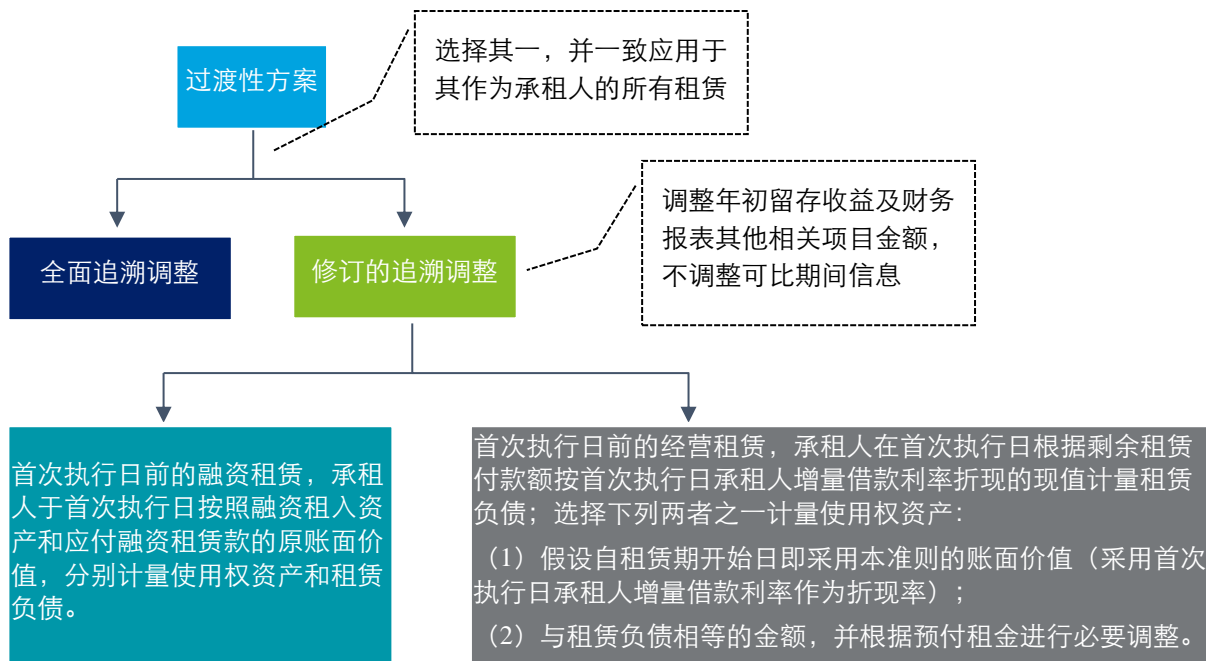 过渡性方案
选择其一，并一致应用于
其作为承租人的所有租赁
全面追溯调整
修订的追溯调整
调整年初留存收益及财务
报表其他相关项目金额，
不调整可比期间信息
首次执行日前的融资租赁，承租
人于首次执行日按照融资租入资
产和应付融资租赁款的原账面价
值，分别计量使用权资产和租赁
负债。
首次执行日前的经营租赁，承租人在首次执行日根据剩余租赁
付款额按首次执行日承租人增量借款利率折现的现值计量租赁
负债；选择下列两者之一计量使用权资产：
（1）假设自租赁期开始日即采用本准则的账面价值（采用首次
执行日承租人增量借款利率作为折现率）；
（2）与租赁负债相等的金额，并根据预付租金进行必要调整。